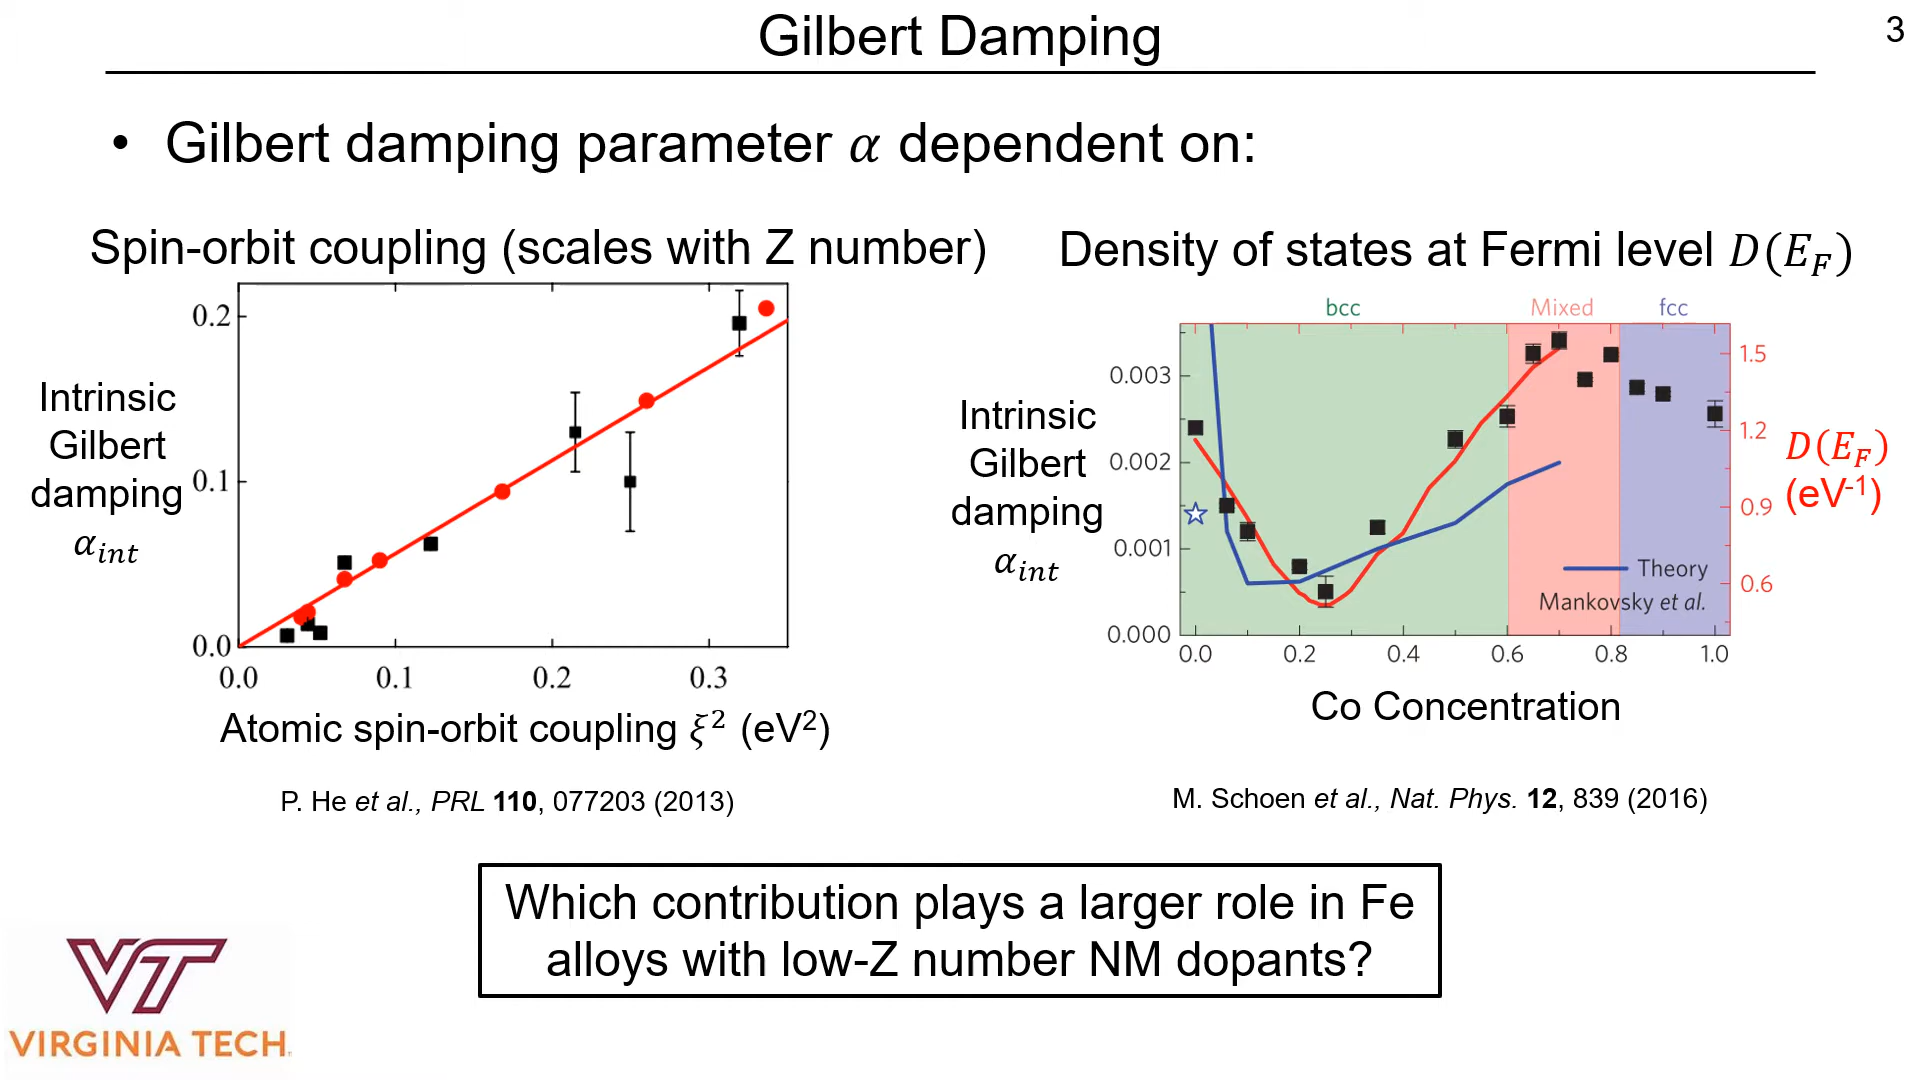 Gilbert Damping
3
• Gilbert damping parameter α dependent on:
Spin-orbit coupling (scales with Z number)
0.2
0.1
0.0
Intrinsic
Gilbert
damping
α_int
0.0 0.1 0.2 0.3
Atomic spin-orbit coupling ξ² (eV²)
P. He et al., PRL 110, 077203 (2013)
Density of states at Fermi level D(E_F)
bcc Mixed fcc
Intrinsic
Gilbert
damping
α_int
0.003
0.002
0.001
0.000
1.5
1.2
0.9
0.6
D(E_F)
(eV⁻¹)
Theory
Mankovsky et al.
0.0 0.2 0.4 0.6 0.8 1.0
Co Concentration
M. Schoen et al., Nat. Phys. 12, 839 (2016)
Which contribution plays a larger role in Fe
alloys with low-Z number NM dopants?
VT
VIRGINIA TECH